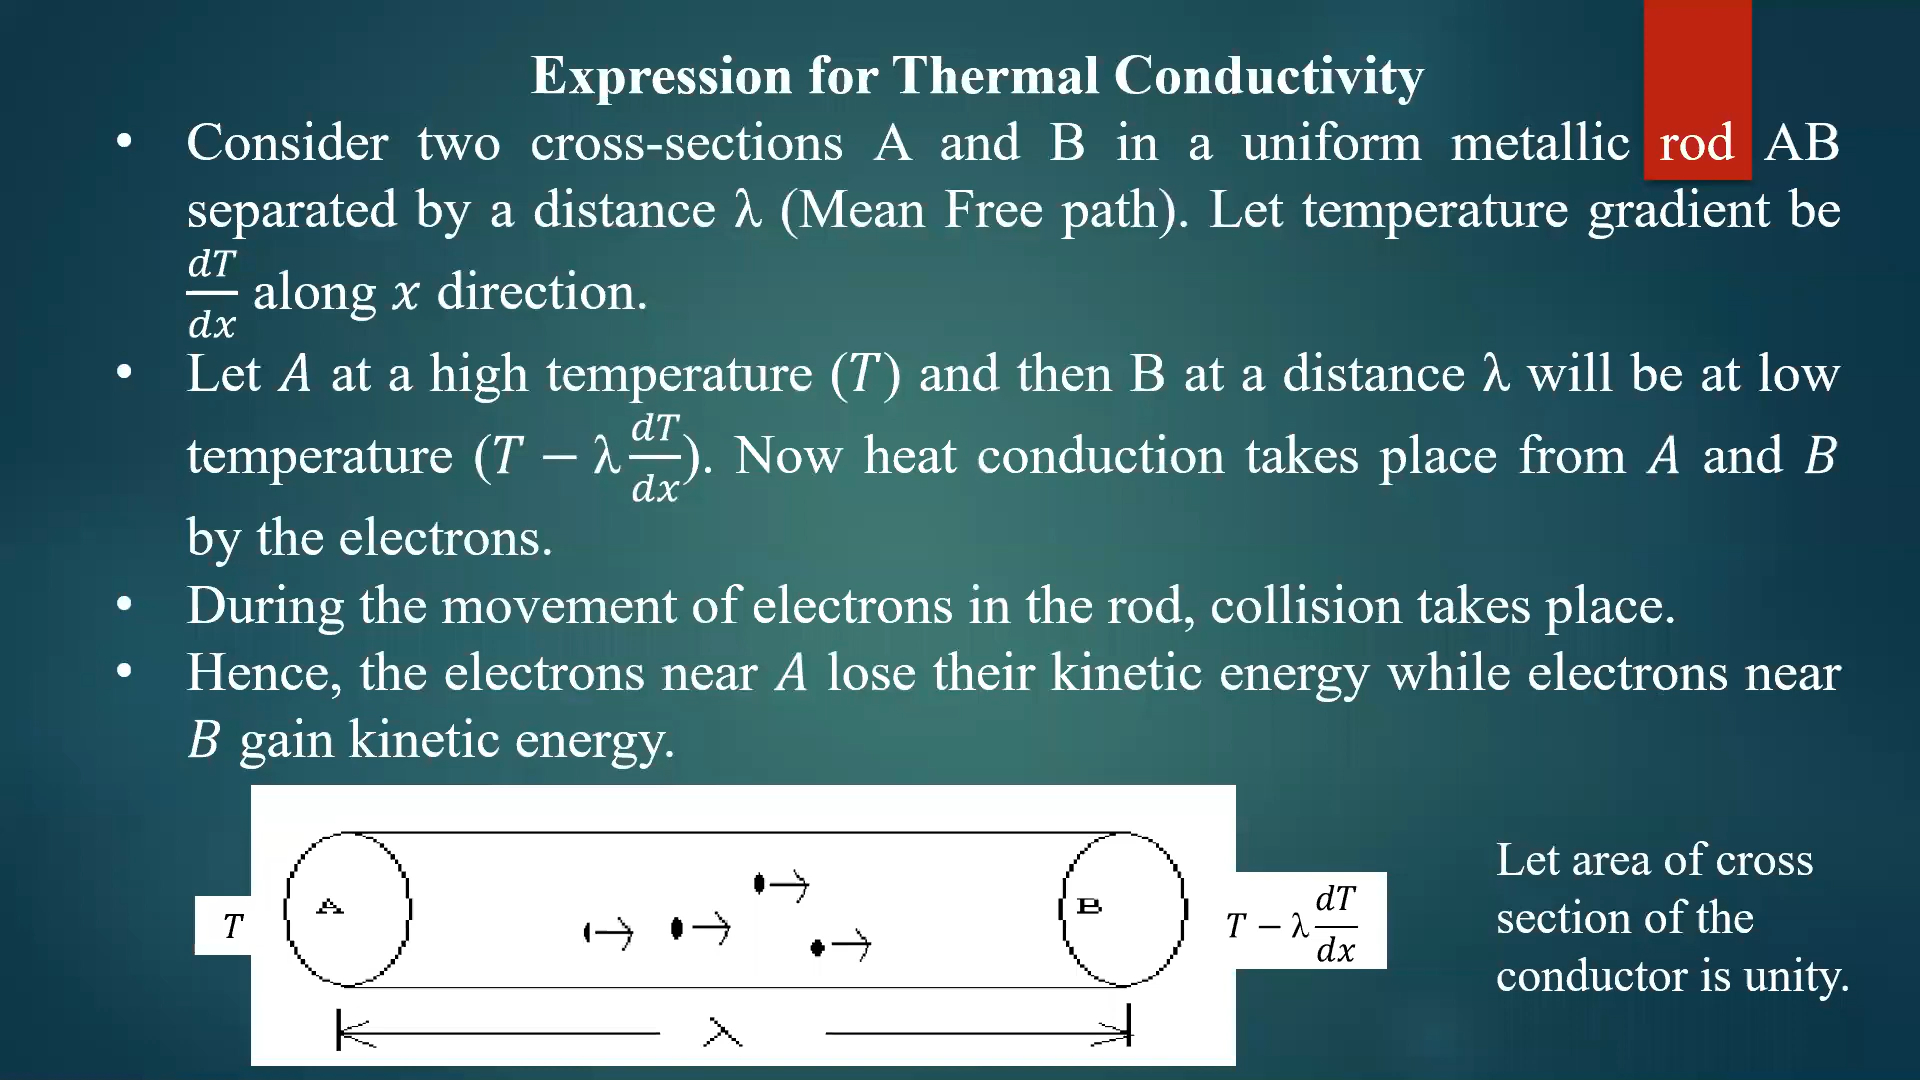 Expression for Thermal Conductivity
• Consider two cross-sections A and B in a uniform metallic rod AB
separated by a distance λ (Mean Free path). Let temperature gradient be
dT/dx along x direction.
• Let A at a high temperature (T) and then B at a distance λ will be at low
temperature (T − λ dT/dx). Now heat conduction takes place from A and B
by the electrons.
• During the movement of electrons in the rod, collision takes place.
• Hence, the electrons near A lose their kinetic energy while electrons near
B gain kinetic energy.
T
A
B
T − λ dT/dx
λ
Let area of cross
section of the
conductor is unity.